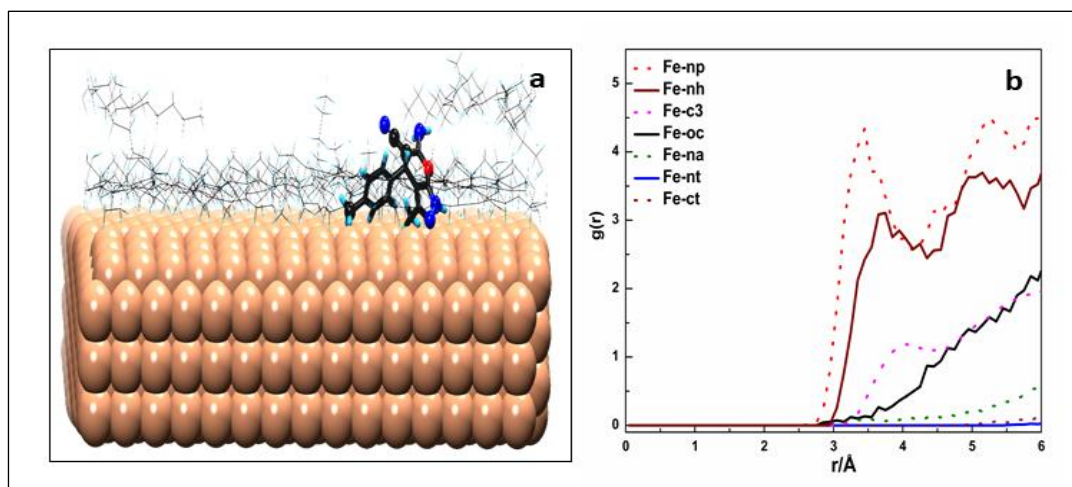 a
b
Fe-np
Fe-nh
Fe-c3
Fe-oc
Fe-na
Fe-nt
Fe-ct
g(r)
5
4
3
2
1
0
0 1 2 3 4 5 6
r/Å